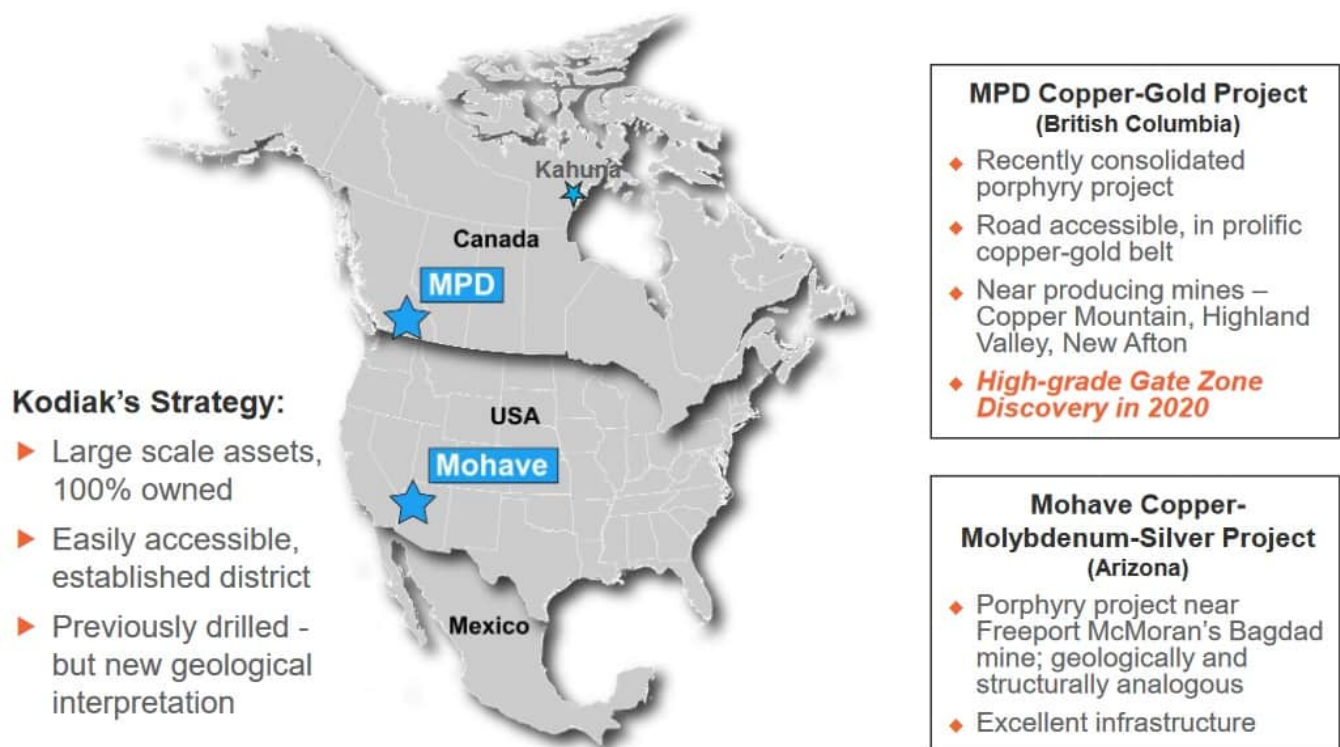 Kahuna
Canada
MPD
USA
Mohave
Mexico
Kodiak's Strategy:
Large scale assets,
100% owned
Easily accessible,
established district
Previously drilled -
but new geological
interpretation
MPD Copper-Gold Project
(British Columbia)
Recently consolidated
porphyry project
Road accessible, in prolific
copper-gold belt
Near producing mines –
Copper Mountain, Highland
Valley, New Afton
High-grade Gate Zone
Discovery in 2020
Mohave Copper-
Molybdenum-Silver Project
(Arizona)
Porphyry project near
Freeport McMoran's Bagdad
mine; geologically and
structurally analogous
Excellent infrastructure